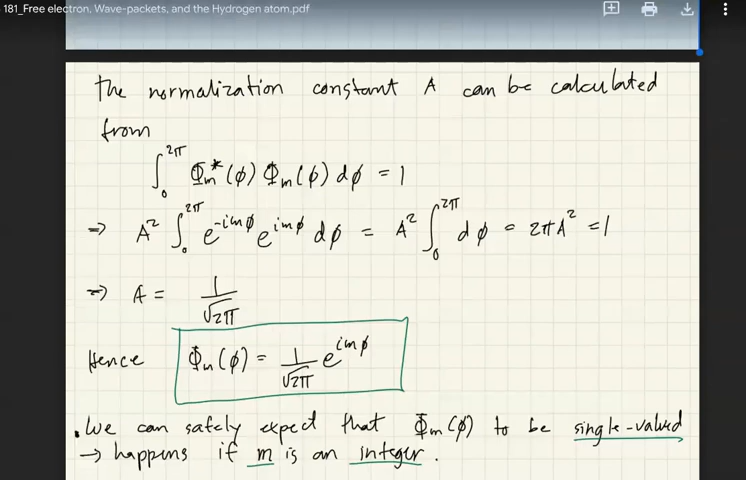 181_Free electron, Wave-packets, and the Hydrogen atom.pdf
The normalization constant A can be calculated
from
∫₀^{2π} Φₘ*(ϕ) Φₘ(ϕ) dϕ = 1
⇒ A² ∫₀^{2π} e^{-imϕ} e^{imϕ} dϕ = A² ∫₀^{2π} dϕ = 2πA² = 1
⇒ A = 1/√2π
Hence Φₘ(ϕ) = 1/√2π e^{imϕ}
. We can safely expect that Φₘ(ϕ) to be single-valued
→ happens if m is an integer.